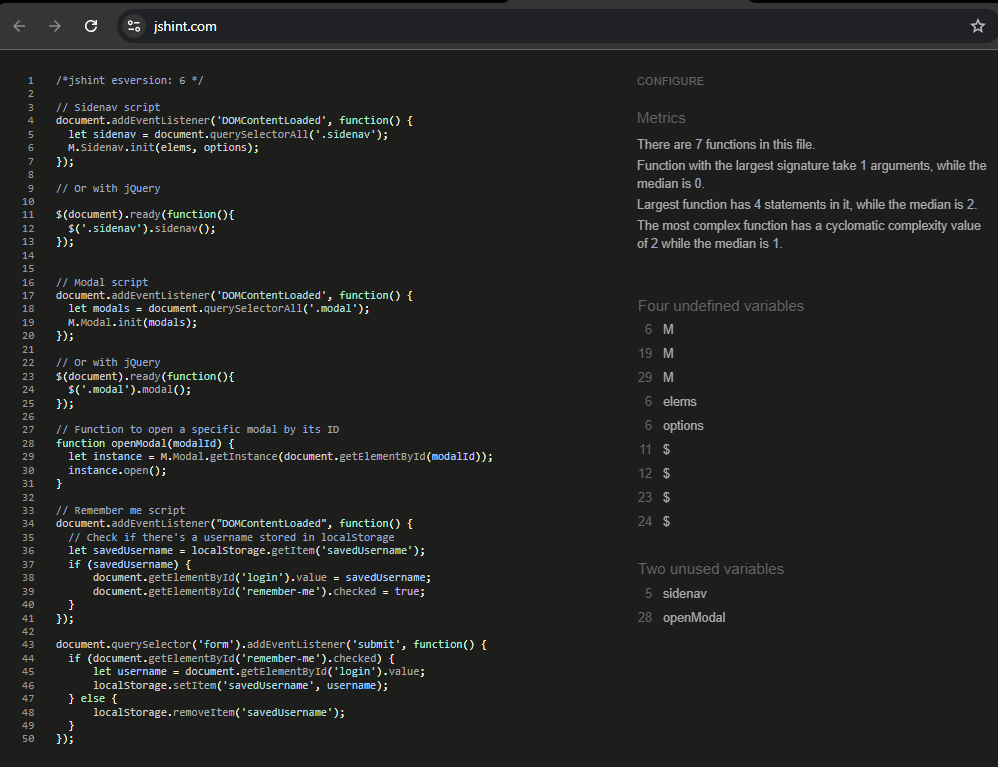 jshint.com
1 /*jshint esversion: 6 */
2
3 // Sidenav script
4 document.addEventListener('DOMContentLoaded', function() {
5   let sidenav = document.querySelectorAll('.sidenav');
6   M.Sidenav.init(elems, options);
7 });
8
9 // Or with jQuery
10
11 $(document).ready(function(){
12   $('.sidenav').sidenav();
13 });
14
15
16 // Modal script
17 document.addEventListener('DOMContentLoaded', function() {
18   let modals = document.querySelectorAll('.modal');
19   M.Modal.init(modals);
20 });
21
22 // Or with jQuery
23 $(document).ready(function(){
24   $('.modal').modal();
25 });
26
27 // Function to open a specific modal by its ID
28 function openModal(modalId) {
29   let instance = M.Modal.getInstance(document.getElementById(modalId));
30   instance.open();
31 }
32
33 // Remember me script
34 document.addEventListener("DOMContentLoaded", function() {
35   // Check if there's a username stored in localStorage
36   let savedUsername = localStorage.getItem('savedUsername');
37   if (savedUsername) {
38       document.getElementById('login').value = savedUsername;
39       document.getElementById('remember-me').checked = true;
40   }
41 });
42
43 document.querySelector('form').addEventListener('submit', function() {
44   if (document.getElementById('remember-me').checked) {
45       let username = document.getElementById('login').value;
46       localStorage.setItem('savedUsername', username);
47   } else {
48       localStorage.removeItem('savedUsername');
49   }
50 });
CONFIGURE
Metrics
There are 7 functions in this file.
Function with the largest signature take 1 arguments, while the
median is 0.
Largest function has 4 statements in it, while the median is 2.
The most complex function has a cyclomatic complexity value
of 2 while the median is 1.
Four undefined variables
6 M
19 M
29 M
6 elems
6 options
11 $
12 $
23 $
24 $
Two unused variables
5 sidenav
28 openModal